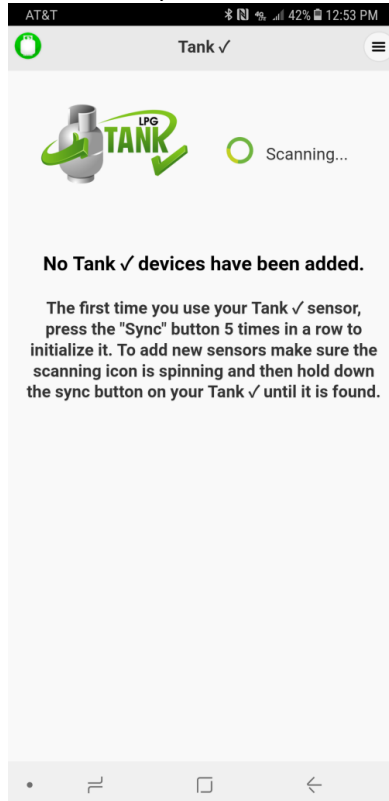 AT&T 42% 12:53 PM
Tank ✓
LPG
TANK
Scanning...
No Tank ✓ devices have been added.
The first time you use your Tank ✓ sensor,
press the "Sync" button 5 times in a row to
initialize it. To add new sensors make sure the
scanning icon is spinning and then hold down
the sync button on your Tank ✓ until it is found.